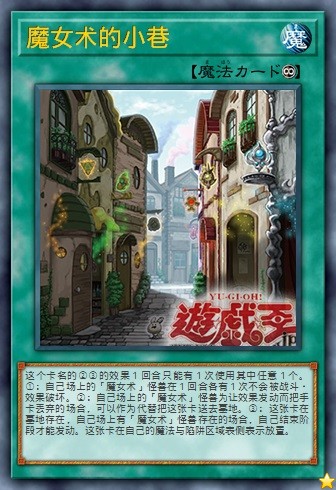 魔女术的小巷
魔
【魔法カード】
YU-GI-OH!
遊戯王
这个卡名的②③的效果1回合只能有1次使用其中任意1个。
①：自己场上的「魔女术」怪兽在1回合各有1次不会被战斗·
效果破坏。②：自己场上的「魔女术」怪兽为让效果发动而把手
卡丢弃的场合，可以作为代替把这张卡送去墓地。③：这张卡在
墓地存在，自己场上有「魔女术」怪兽存在的场合，自己结束阶
段才能发动。这张卡在自己的魔法与陷阱区域表侧表示放置。